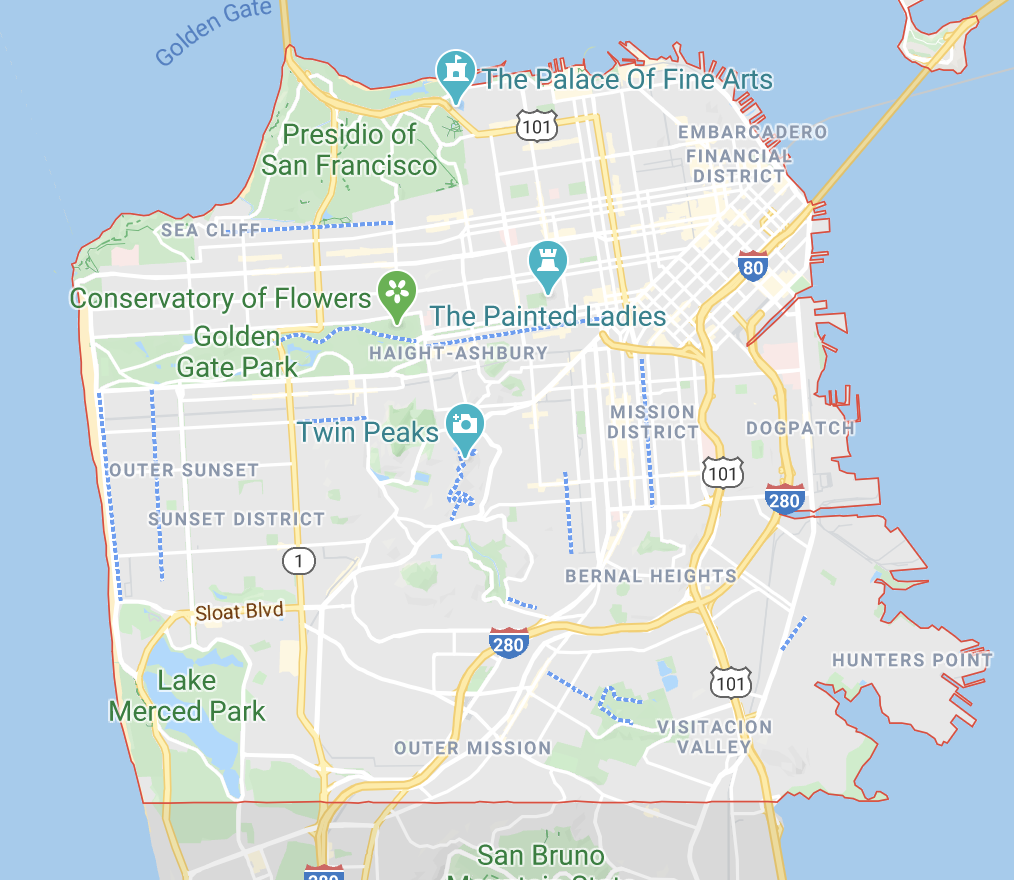 Golden Gate
The Palace Of Fine Arts
101
Presidio of
San Francisco
EMBARCADERO
FINANCIAL
DISTRICT
SEA CLIFF
80
Conservatory of Flowers
The Painted Ladies
Golden
Gate Park
HAIGHT-ASHBURY
MISSION
DISTRICT
DOGPATCH
Twin Peaks
OUTER SUNSET
101
280
SUNSET DISTRICT
1
BERNAL HEIGHTS
Sloat Blvd
280
HUNTERS POINT
Lake
Merced Park
101
VISITACION
VALLEY
OUTER MISSION
San Bruno
Mountain State
280